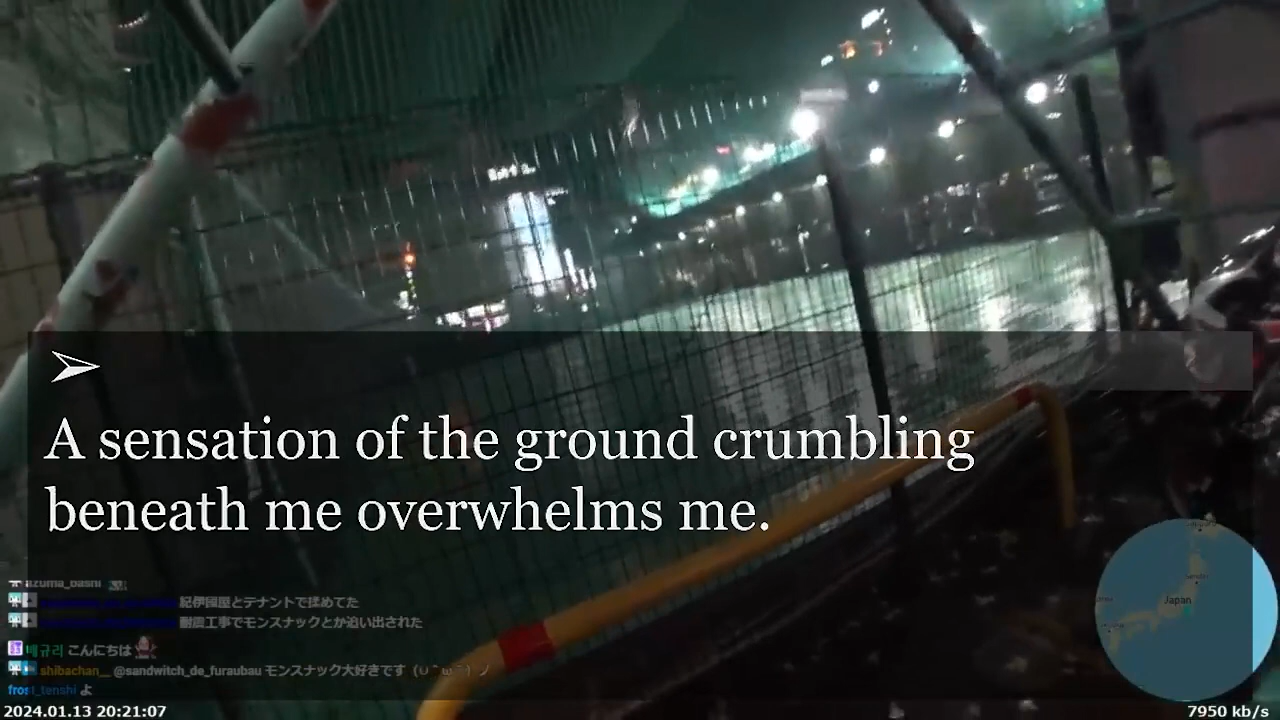 A sensation of the ground crumbling
beneath me overwhelms me.
azuma_bashi
紀伊國屋とテナントで揉めてた
耐震工事でモンスナックとか追い出された
배규리 こんにちは
shibachan__ @sandwitch_de_furaubau モンスナック大好きです
frost_tenshi よ
Japan
2024.01.13 20:21:07
7950 kb/s